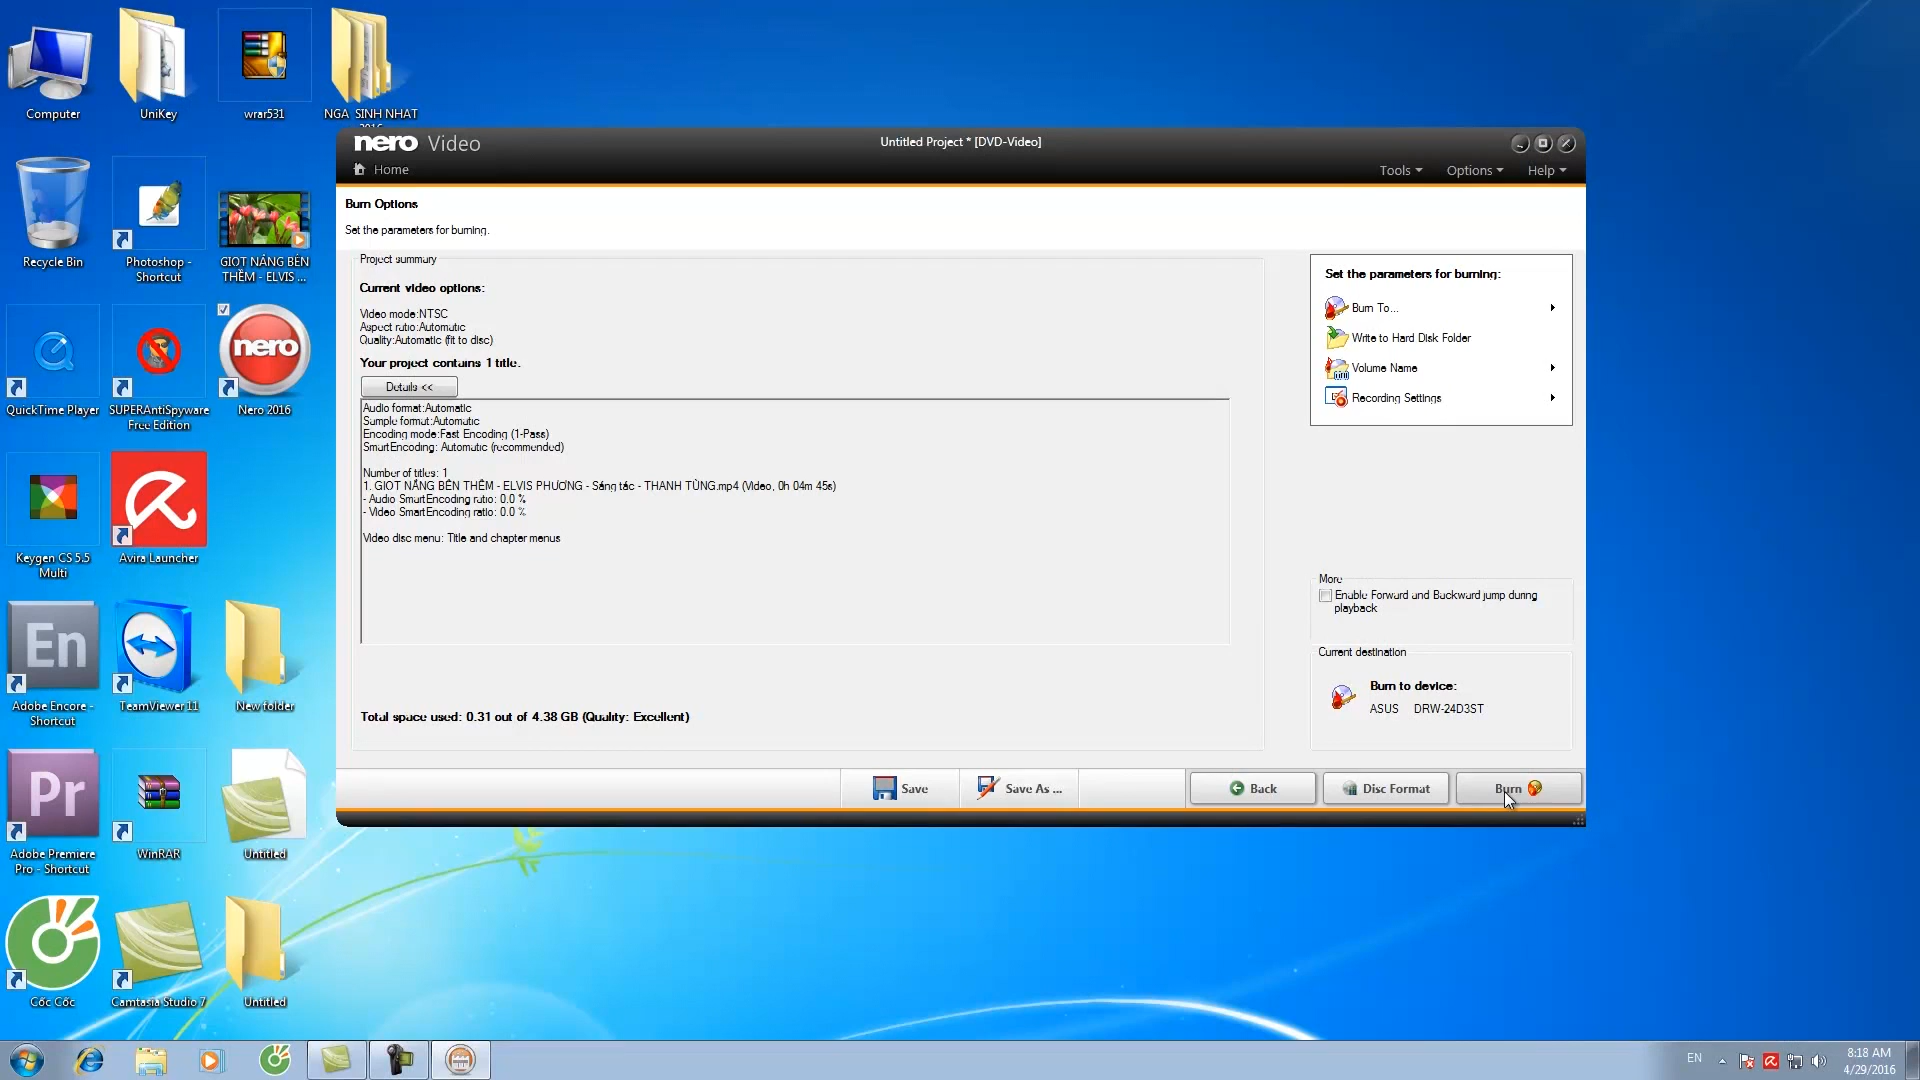 Computer
UniKey
wrar531
NGA SINH NHAT
Recycle Bin
Photoshop -
Shortcut
GIOT NẮNG BÊN
THỀM - ELVIS ...
QuickTime Player
SUPERAntiSpyware
Free Edition
nero
Nero 2016
Keygen CS 5.5
Multi
Avira Launcher
En
Adobe Encore -
Shortcut
TeamViewer 11
New folder
Pr
Adobe Premiere
Pro - Shortcut
WinRAR
Untitled
Cốc Cốc
Camtasia Studio 7
Untitled
nero Video
Untitled Project * [DVD-Video]
Home
Tools
Options
Help
Burn Options
Set the parameters for burning.
Project summary
Current video options:
Video mode:NTSC
Aspect ratio:Automatic
Quality:Automatic (fit to disc)
Your project contains 1 title.
Details <<
Audio format:Automatic
Sample format:Automatic
Encoding mode:Fast Encoding (1-Pass)
SmartEncoding: Automatic (recommended)
Number of titles: 1
1. GIOT NẮNG BÊN THỀM - ELVIS PHƯƠNG - Sáng tác - THANH TÙNG.mp4 (Video, 0h 04m 45s)
- Audio SmartEncoding ratio: 0.0 %
- Video SmartEncoding ratio: 0.0 %
Video disc menu: Title and chapter menus
Total space used: 0.31 out of 4.38 GB (Quality: Excellent)
Set the parameters for burning:
Burn To...
Write to Hard Disk Folder
Volume Name
Recording Settings
More
Enable Forward and Backward jump during
playback
Current destination
Burn to device:
ASUS DRW-24D3ST
Save
Save As ...
Back
Disc Format
Burn
EN
8:18 AM
4/29/2016